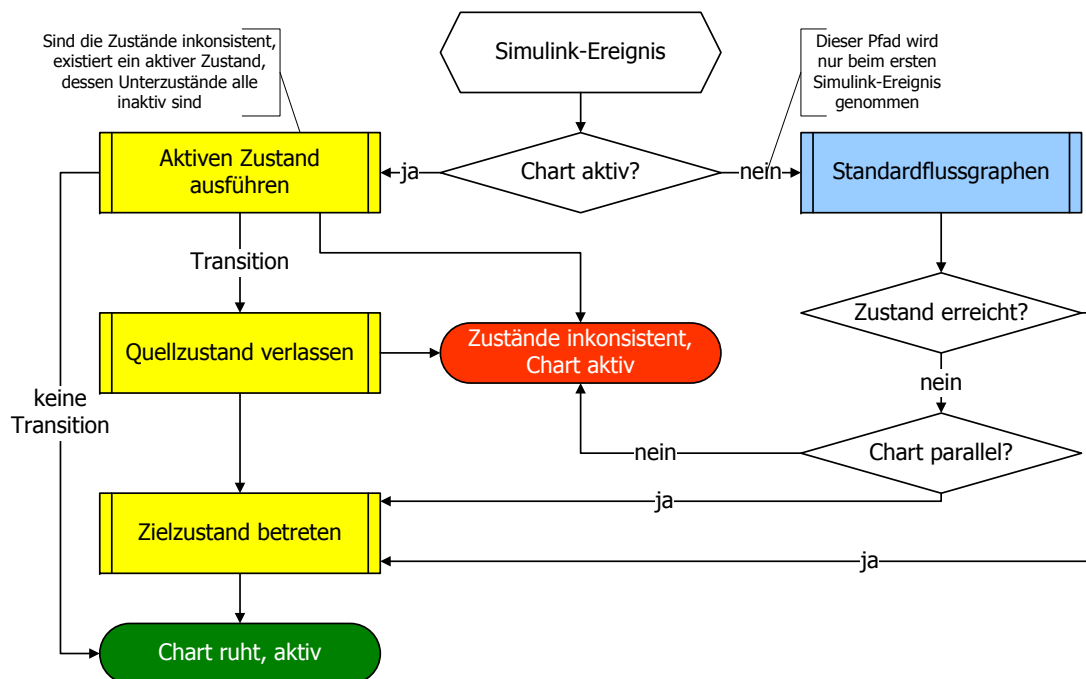 Sind die Zustände inkonsistent,
existiert ein aktiver Zustand,
dessen Unterzustände alle
inaktiv sind
Simulink-Ereignis
Dieser Pfad wird
nur beim ersten
Simulink-Ereignis
genommen
Aktiven Zustand
ausführen
ja
Chart aktiv?
nein
Standardflussgraphen
Transition
Zustand erreicht?
Quellzustand verlassen
Zustände inkonsistent,
Chart aktiv
nein
keine
Transition
nein
Chart parallel?
ja
Zielzustand betreten
ja
Chart ruht, aktiv